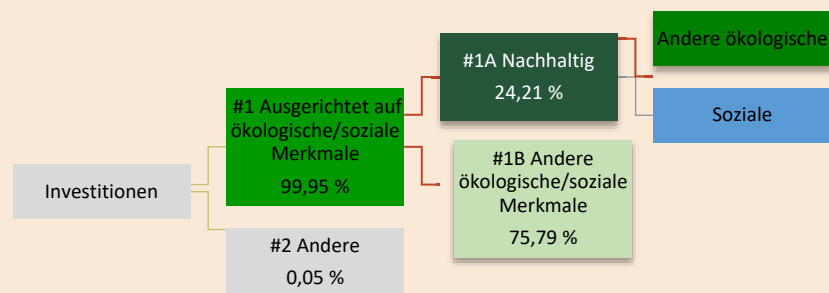 Investitionen
#1 Ausgerichtet auf
ökologische/soziale
Merkmale
99,95 %
#2 Andere
0,05 %
#1A Nachhaltig
24,21 %
#1B Andere
ökologische/soziale
Merkmale
75,79 %
Andere ökologische
Soziale